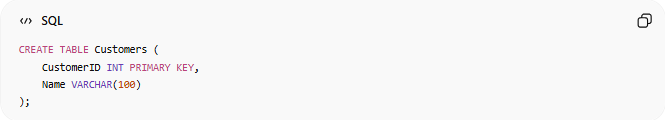 SQL
CREATE TABLE Customers (
    CustomerID INT PRIMARY KEY,
    Name VARCHAR(100)
);